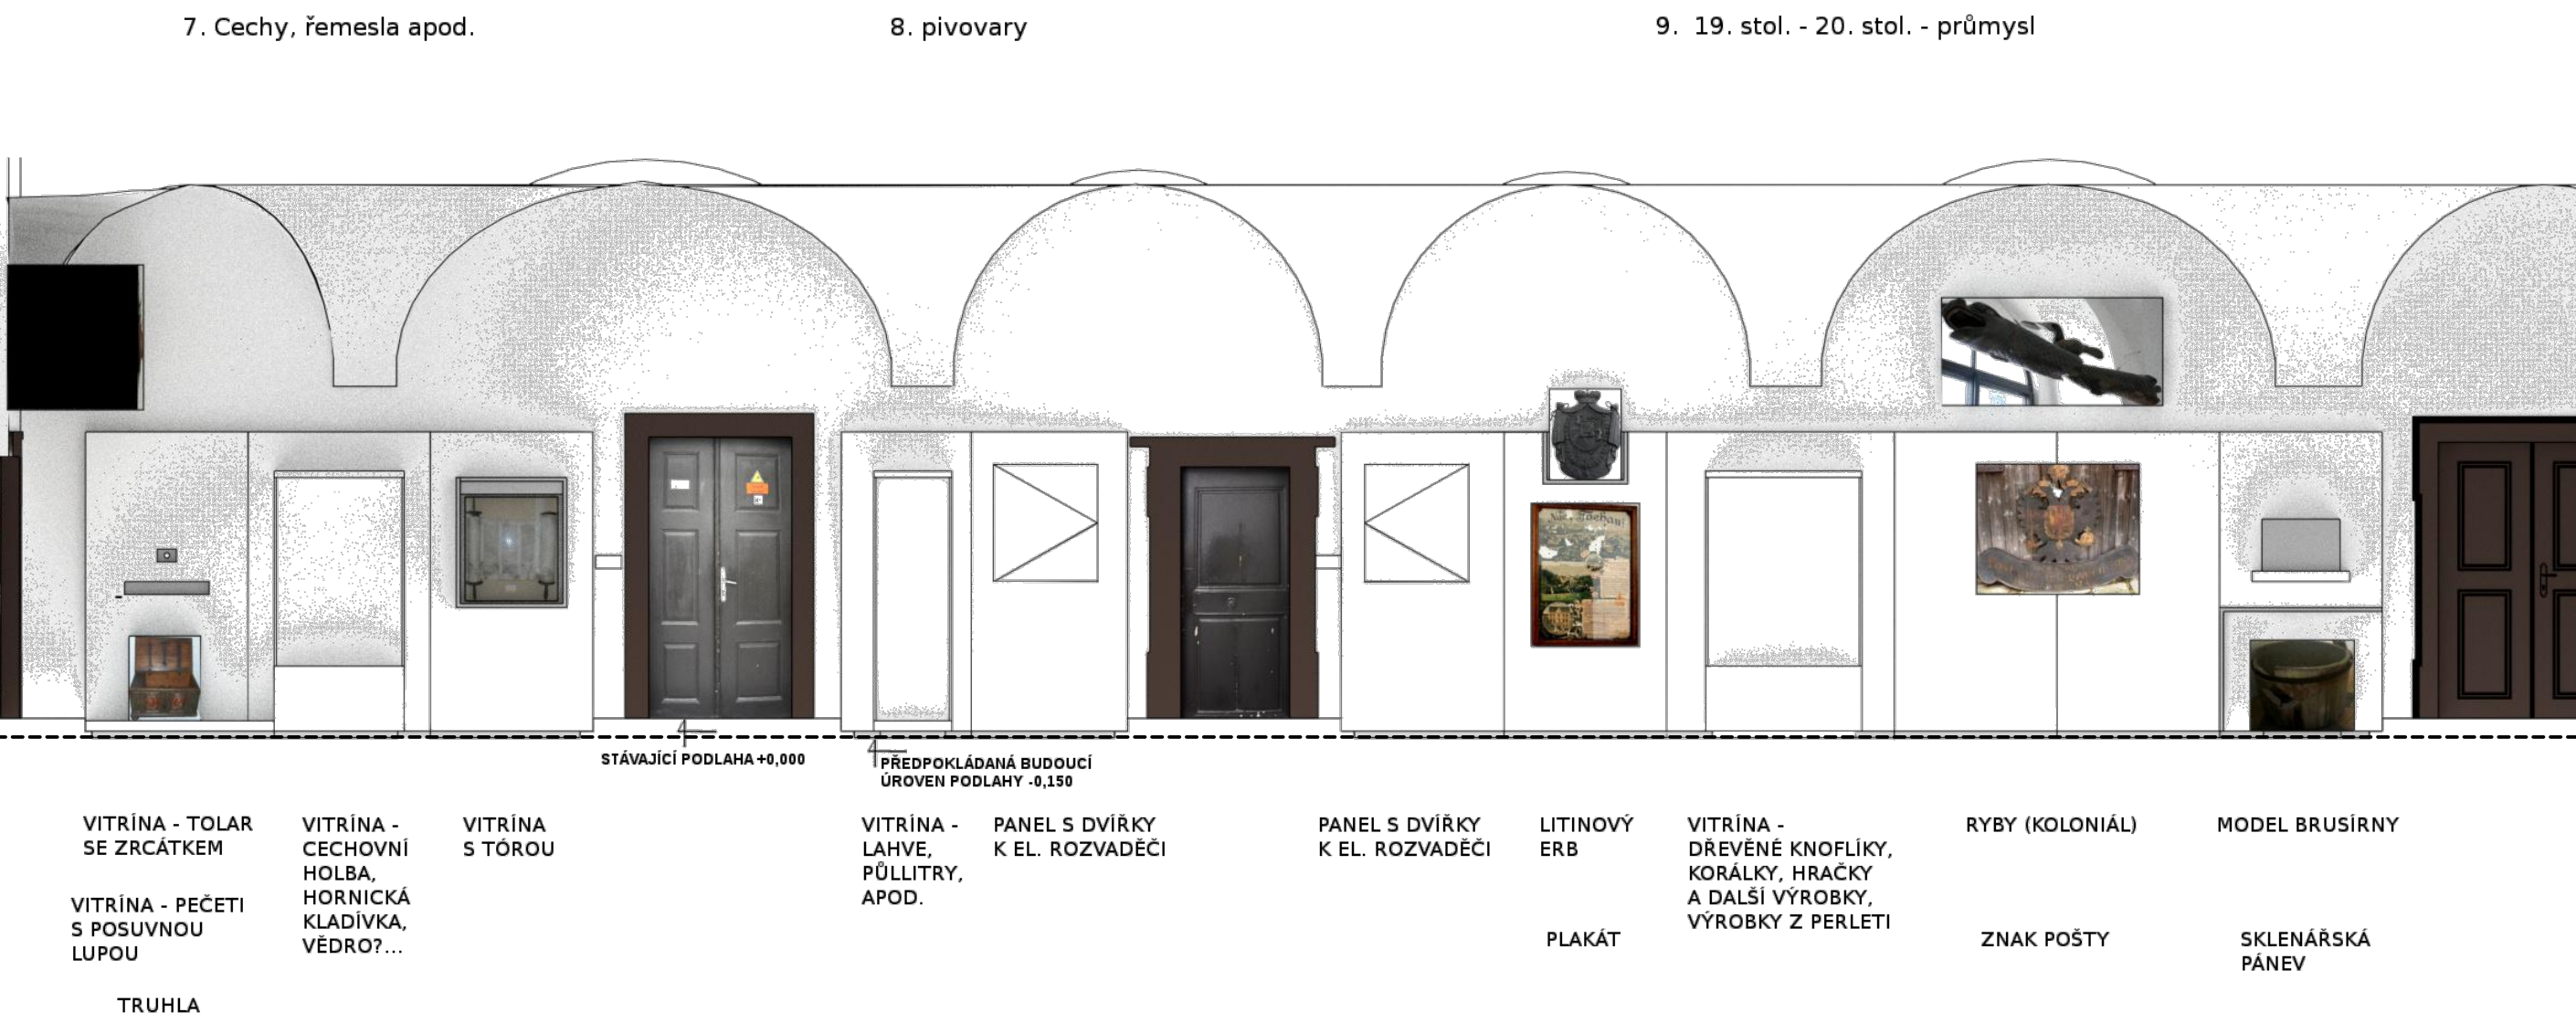 7. Cechy, řemesla apod.
8. pivovary
9. 19. stol. - 20. stol. - průmysl
STÁVAJÍCÍ PODLAHA +0,000
PŘEDPOKLÁDANÁ BUDOUCÍ
ÚROVEN PODLAHY -0,150
VITRÍNA - TOLAR
SE ZRCÁTKEM
VITRÍNA - PEČETI
S POSUVNOU
LUPOU
TRUHLA
VITRÍNA -
CECHOVNÍ
HOLBA,
HORNICKÁ
KLADÍVKA,
VĚDRO?...
VITRÍNA
S TÓROU
VITRÍNA -
LAHVE,
PŮLLITRY,
APOD.
PANEL S DVÍŘKY
K EL. ROZVADĚČI
PANEL S DVÍŘKY
K EL. ROZVADĚČI
LITINOVÝ
ERB
PLAKÁT
VITRÍNA -
DŘEVĚNÉ KNOFLÍKY,
KORÁLKY, HRAČKY
A DALŠÍ VÝROBKY,
VÝROBKY Z PERLETI
RYBY (KOLONIÁL)
ZNAK POŠTY
MODEL BRUSÍRNY
SKLENÁŘSKÁ
PÁNEV